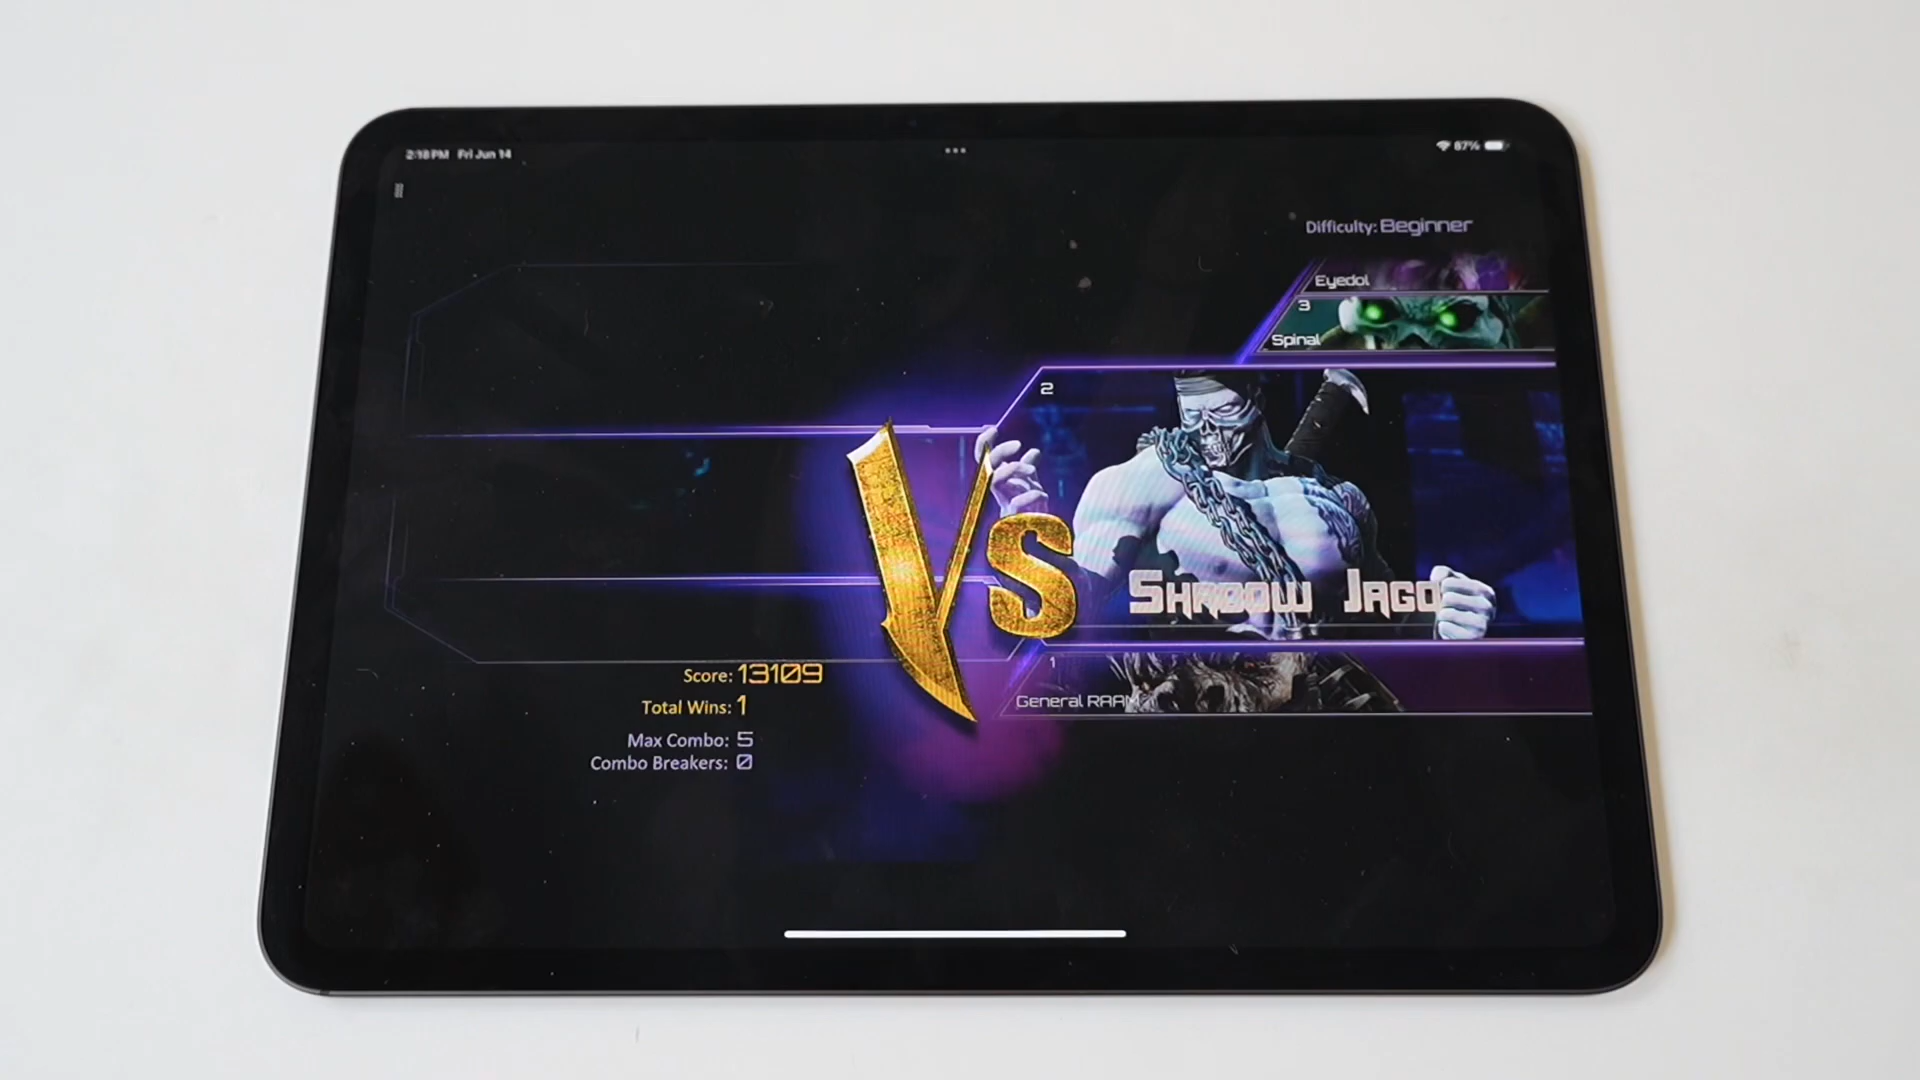 2:18 PM Fri Jun 14
87%
Difficulty: Beginner
Eyedol
3
Spinal
2
VS
Shadow Jago
Score: 13109
1
General RAAM
Total Wins: 1
Max Combo: 5
Combo Breakers: 0